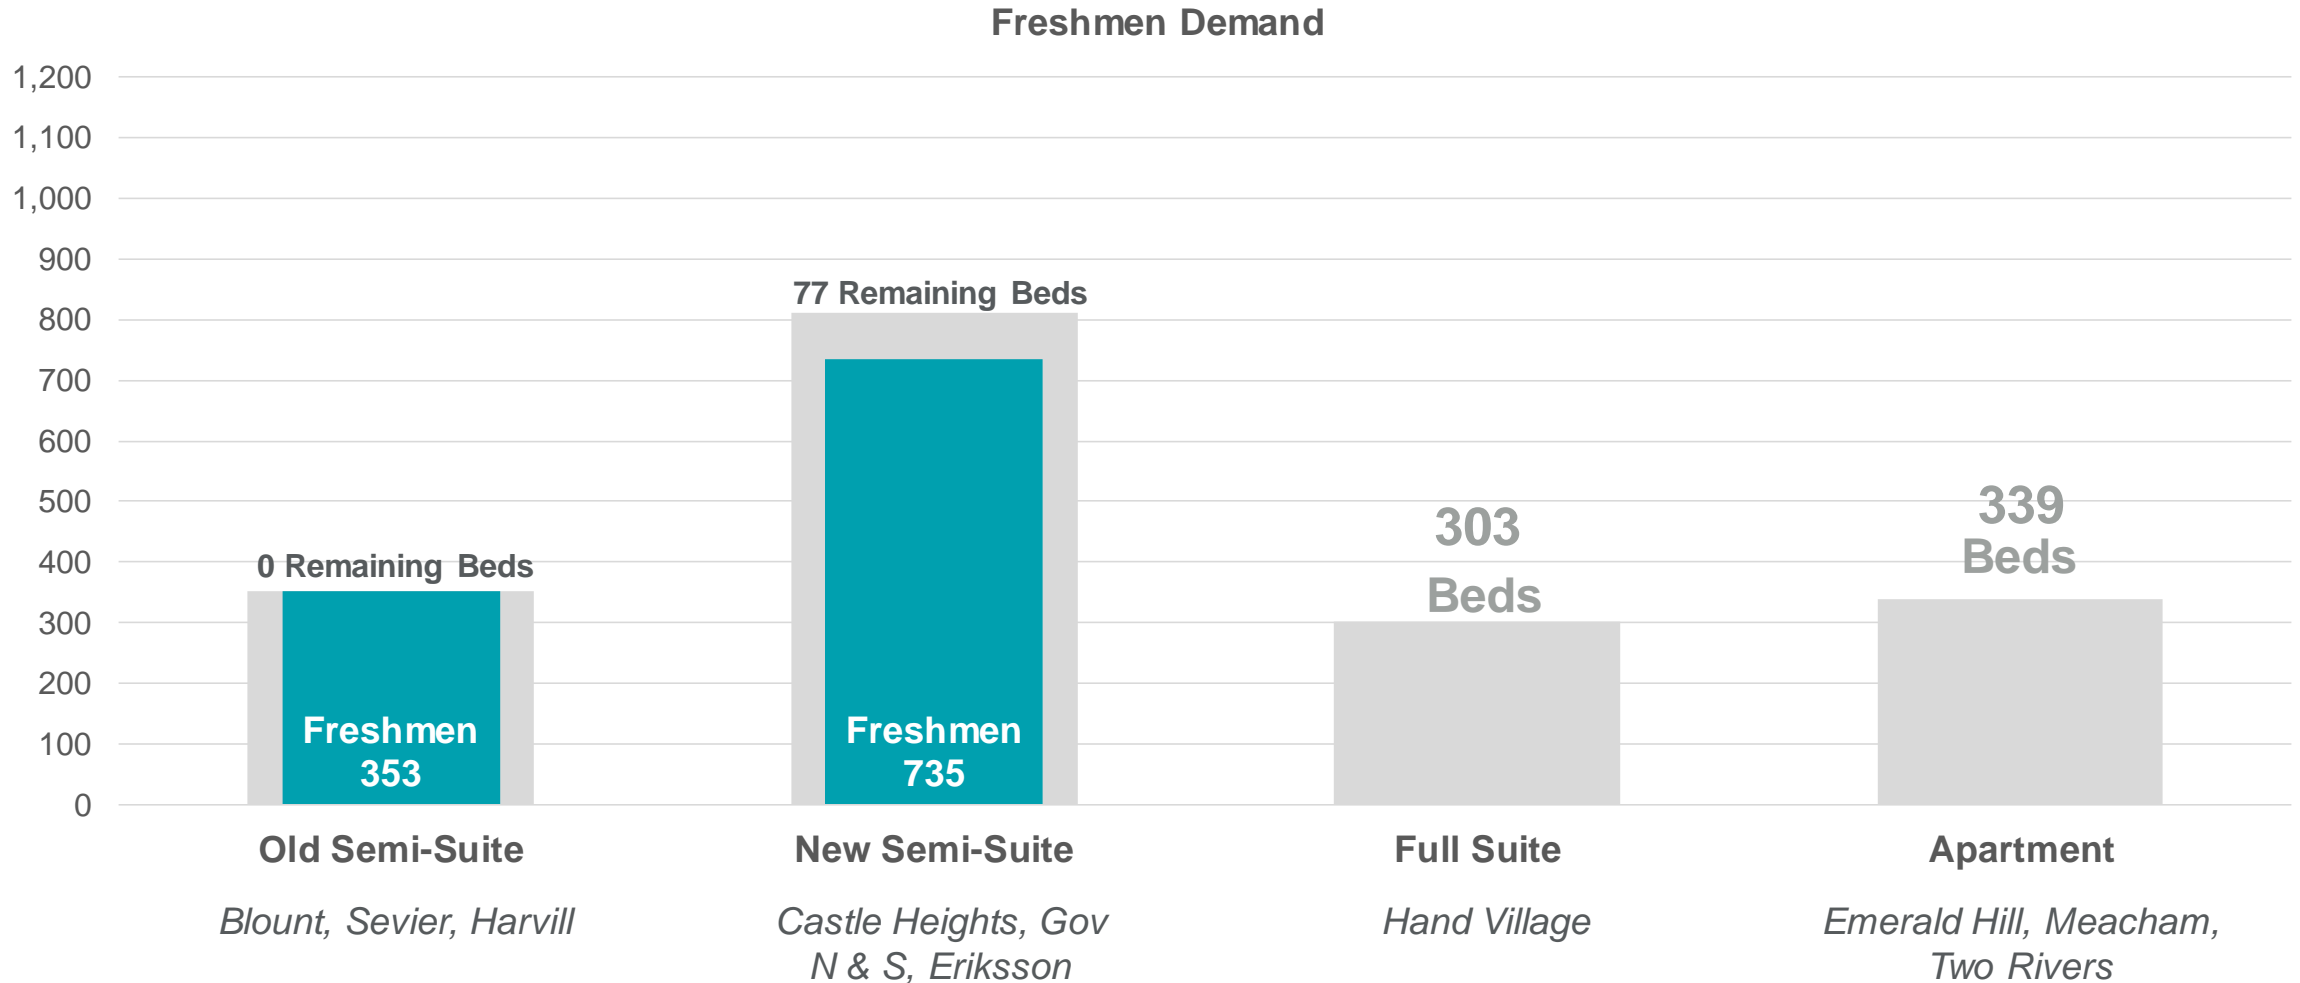 Freshmen Demand
1,200
1,100
1,000
900
800
700
600
500
400
300
200
100
0
0 Remaining Beds
Freshmen
353
77 Remaining Beds
Freshmen
735
303
Beds
339
Beds
Old Semi-Suite
Blount, Sevier, Harvill
New Semi-Suite
Castle Heights, Gov
N & S, Eriksson
Full Suite
Hand Village
Apartment
Emerald Hill, Meacham,
Two Rivers